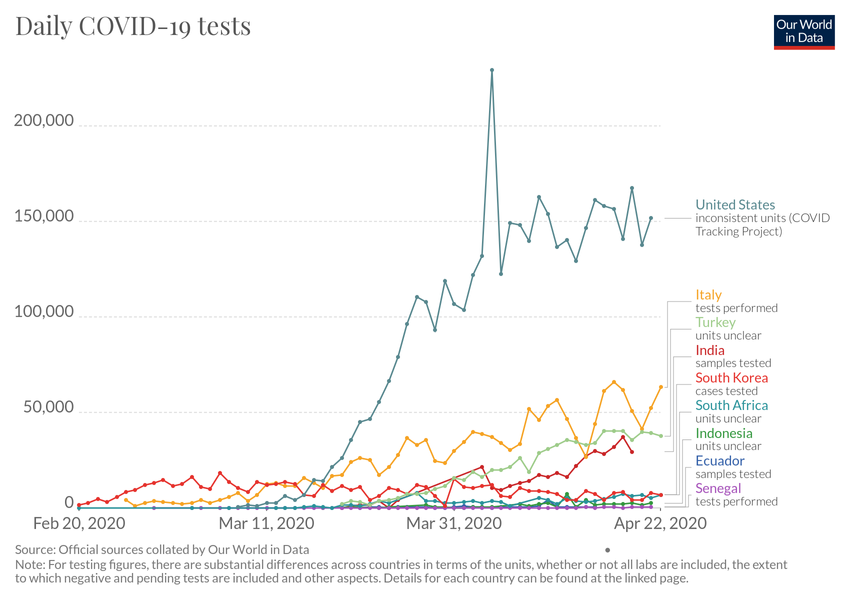 Daily COVID-19 tests
Our World
in Data
200,000
150,000
100,000
50,000
0
Feb 20, 2020
Mar 11, 2020
Mar 31, 2020
Apr 22, 2020
United States
inconsistent units (COVID
Tracking Project)
Italy
tests performed
Turkey
units unclear
India
samples tested
South Korea
cases tested
South Africa
units unclear
Indonesia
units unclear
Ecuador
samples tested
Senegal
tests performed
Source: Official sources collated by Our World in Data
Note: For testing figures, there are substantial differences across countries in terms of the units, whether or not all labs are included, the extent
to which negative and pending tests are included and other aspects. Details for each country can be found at the linked page.